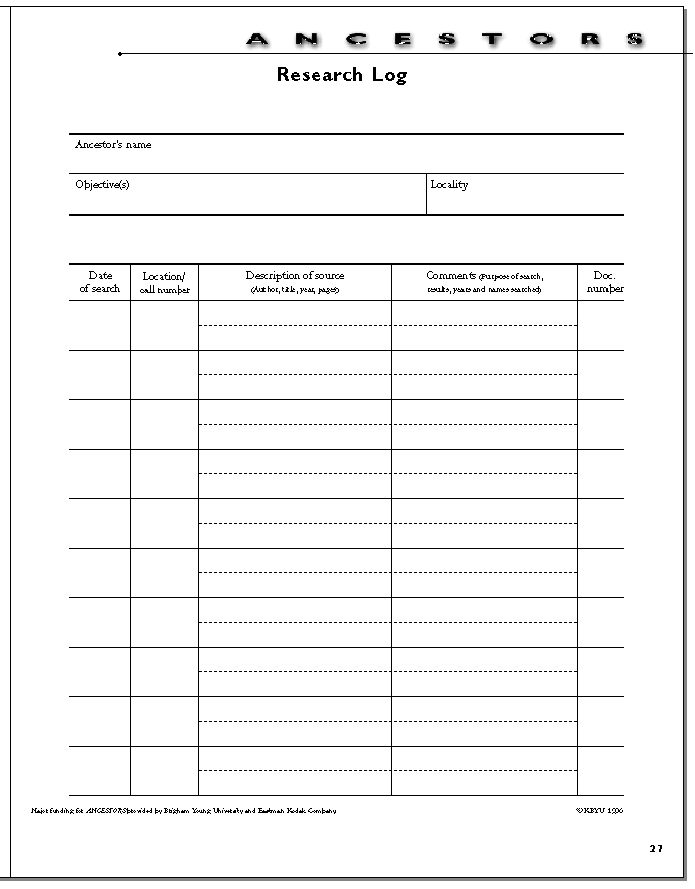 ANCESTORS
Research Log
Ancestor's name
Objective(s) Locality
Date of search Location/ call number Description of source (Author, title, year, pages) Comments (Purpose of search, results, years and names searched) Doc. number
Major funding for ANCESTORS provided by Brigham Young University and Eastman Kodak Company ©KBYU 1996
27